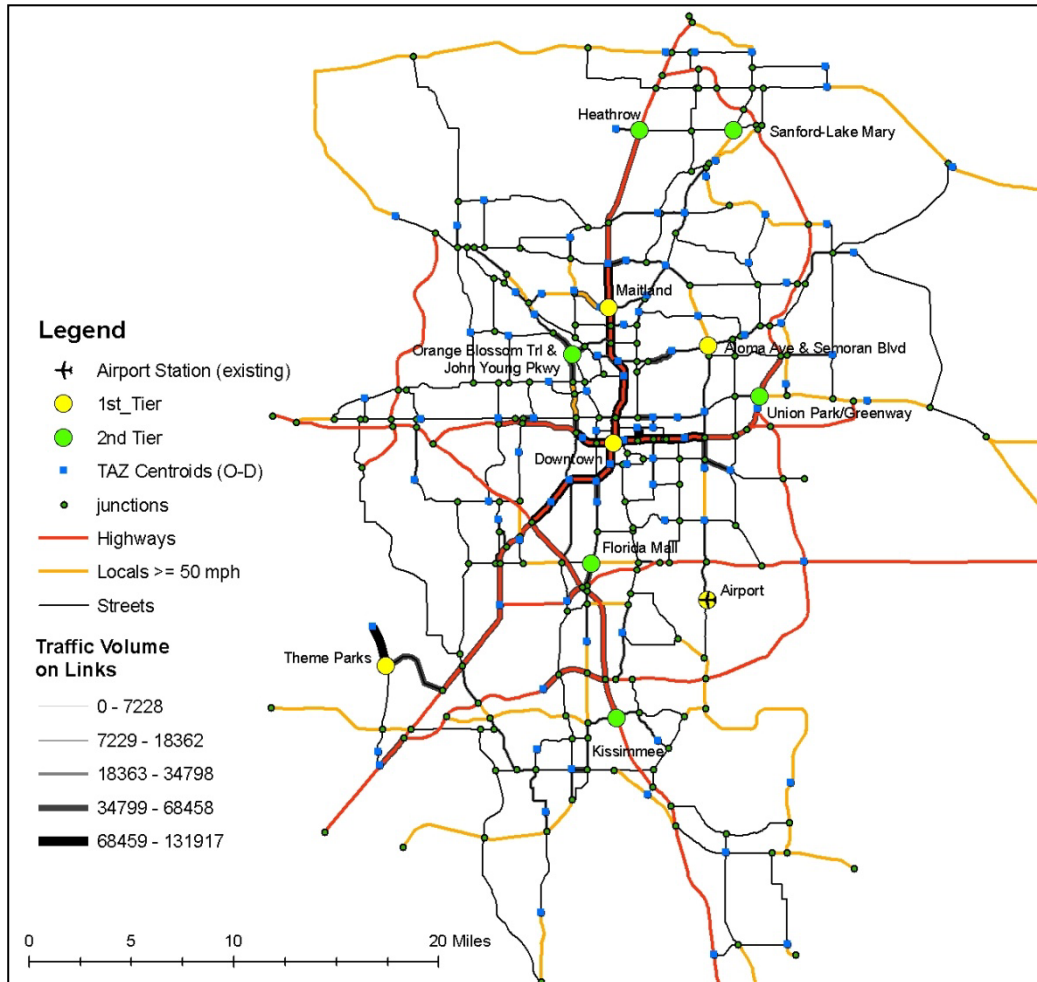 Heathrow
Sanford-Lake Mary
Maitland
Legend
Airport Station (existing)
1st_Tier
2nd Tier
TAZ Centroids (O-D)
junctions
Highways
Locals >= 50 mph
Streets
Traffic Volume
on Links
0 - 7228
7229 - 18362
18363 - 34798
34799 - 68458
68459 - 131917
Orange Blossom Trl &
John Young Pkwy
Aloma Ave & Semoran Blvd
Union Park/Greenway
Downtown
Florida Mall
Airport
Theme Parks
Kissimmee
0
5
10
20 Miles